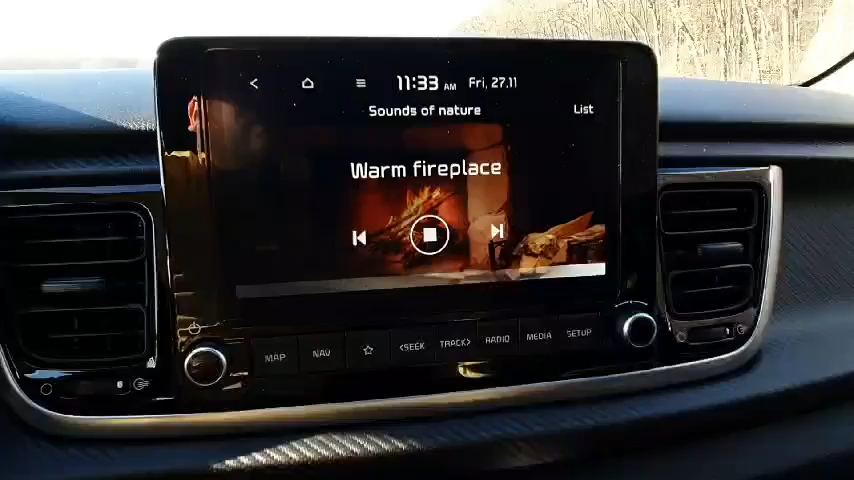 11:33 AM Fri, 27.11
Sounds of nature List
Warm fireplace
MAP NAV <SEEK TRACK> RADIO MEDIA SETUP